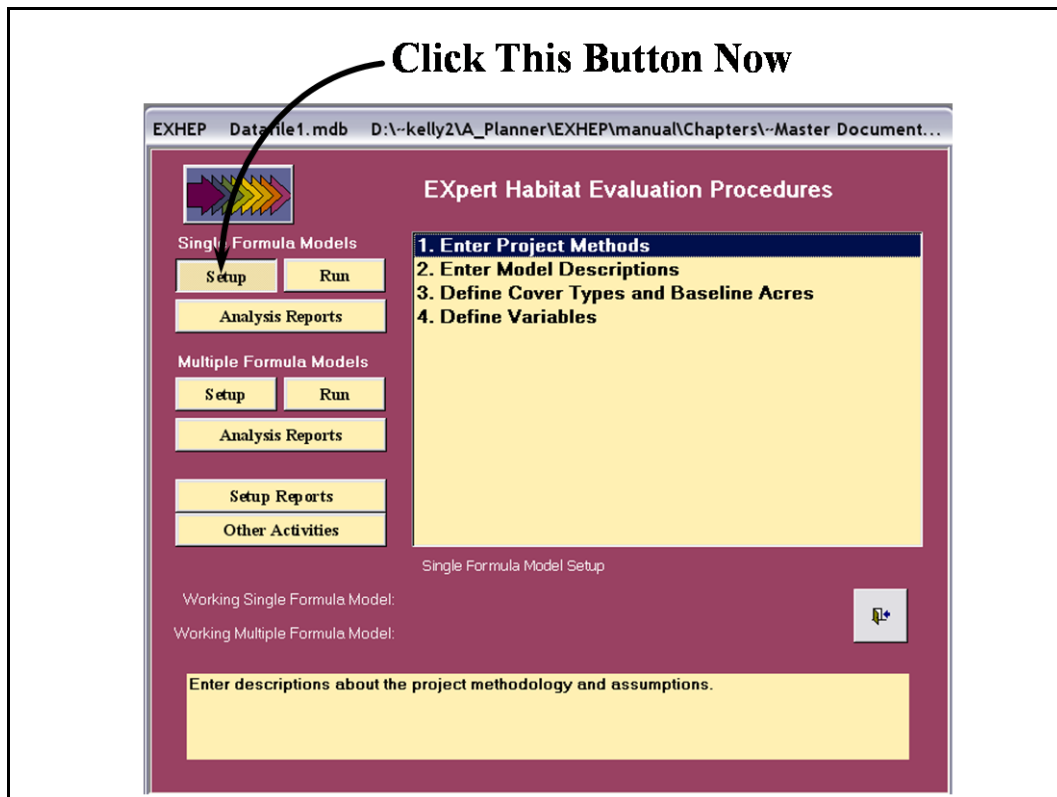 Click This Button Now
EXHEP Datafile1.mdb D:\~kelly2\A_Planner\EXHEP\manual\Chapters\~Master Document...
EXpert Habitat Evaluation Procedures
Single Formula Models
Setup Run
Analysis Reports
Multiple Formula Models
Setup Run
Analysis Reports
Setup Reports
Other Activities
1. Enter Project Methods
2. Enter Model Descriptions
3. Define Cover Types and Baseline Acres
4. Define Variables
Single Formula Model Setup
Working Single Formula Model:
Working Multiple Formula Model:
Enter descriptions about the project methodology and assumptions.